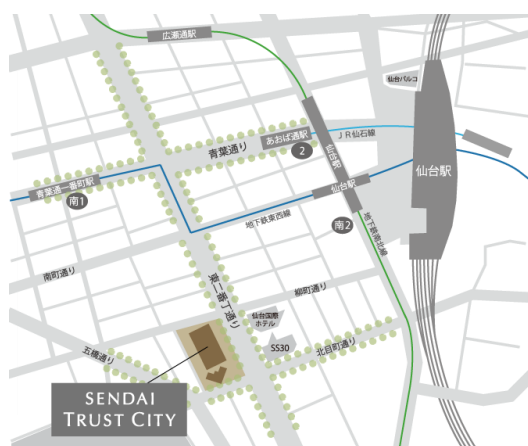 広瀬通駅
仙台パルコ
あおば通駅
JR仙石線
2
青葉通り
仙台駅
仙台駅
青葉通一番町駅
南1
仙台駅
地下鉄東西線
南2
地下鉄南北線
南町通り
東二番丁通り
柳町通り
仙台国際
ホテル
SS30
北目町通り
五橋通り
SENDAI
TRUST CITY